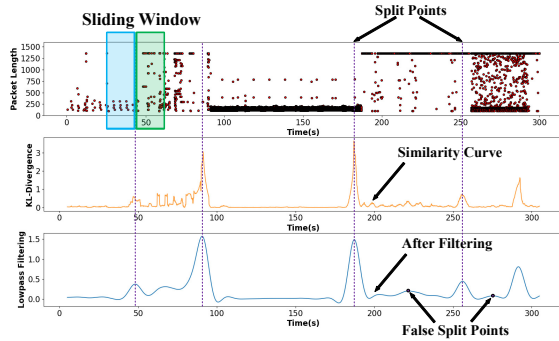 Sliding Window
Split Points
Packet Length
1500
1250
1000
750
500
250
0
0 50 100 150 200 250 300
Time(s)
KL-Divergence
3
2
1
0
Similarity Curve
0 50 100 150 200 250 300
Time(s)
Lowpass Filtering
1.5
1.0
0.5
0.0
After Filtering
0 50 100 150 200 250 300
Time(s)
False Split Points